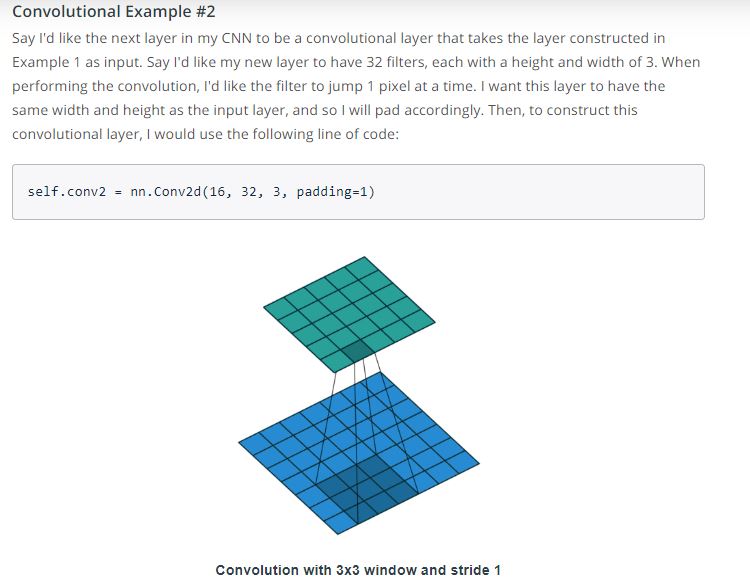 Convolutional Example #2
Say I'd like the next layer in my CNN to be a convolutional layer that takes the layer constructed in
Example 1 as input. Say I'd like my new layer to have 32 filters, each with a height and width of 3. When
performing the convolution, I'd like the filter to jump 1 pixel at a time. I want this layer to have the
same width and height as the input layer, and so I will pad accordingly. Then, to construct this
convolutional layer, I would use the following line of code:
self.conv2 = nn.Conv2d(16, 32, 3, padding=1)
Convolution with 3x3 window and stride 1